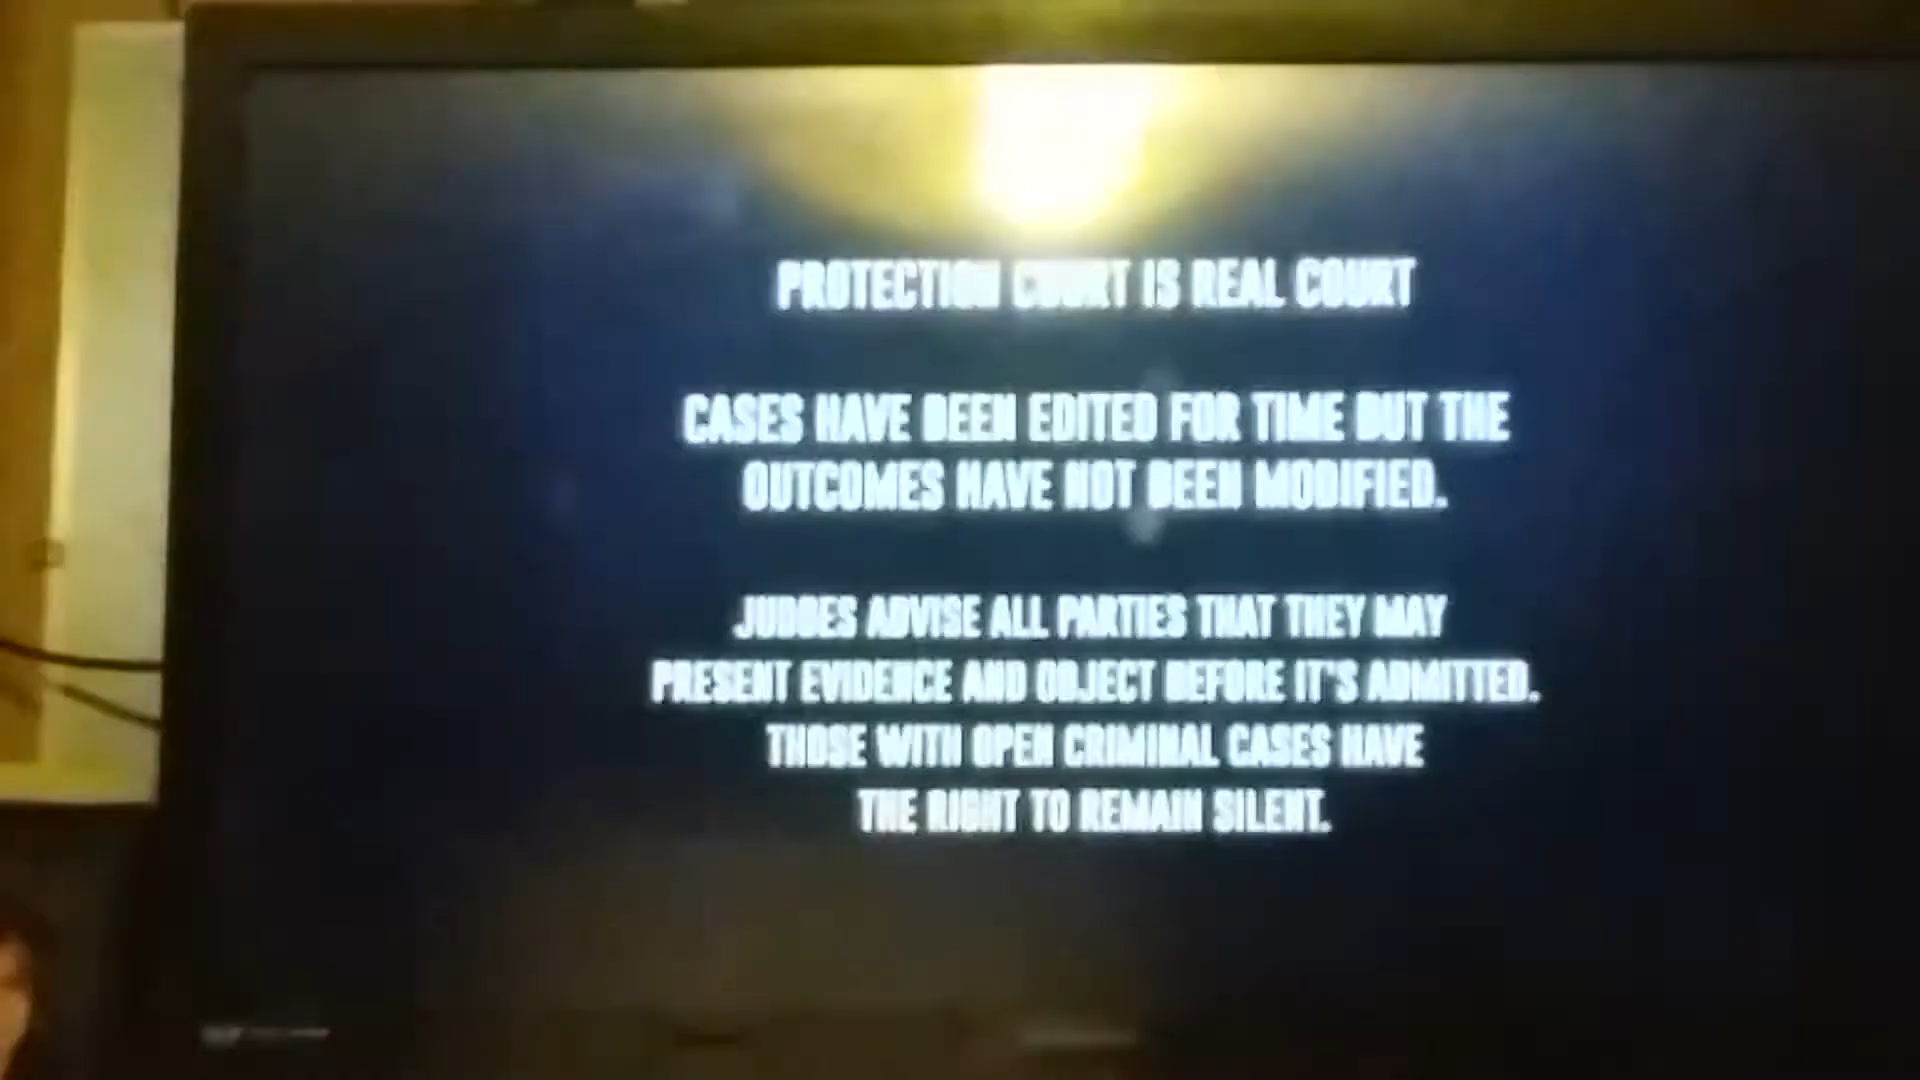 PROTECTION COURT IS REAL COURT
CASES HAVE BEEN EDITED FOR TIME BUT THE
OUTCOMES HAVE NOT BEEN MODIFIED.
JUDGES ADVISE ALL PARTIES THAT THEY MAY
PRESENT EVIDENCE AND OBJECT BEFORE IT'S ADMITTED.
THOSE WITH OPEN CRIMINAL CASES HAVE
THE RIGHT TO REMAIN SILENT.